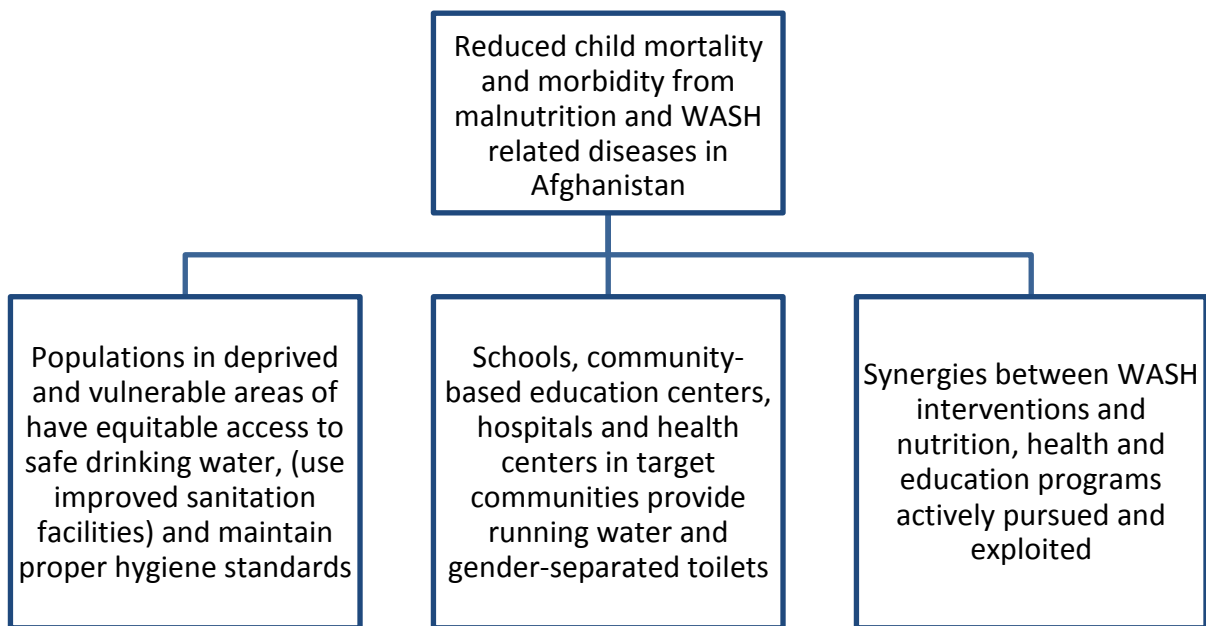 Reduced child mortality
and morbidity from
malnutrition and WASH
related diseases in
Afghanistan
Populations in deprived
and vulnerable areas of
have equitable access to
safe drinking water, (use
improved sanitation
facilities) and maintain
proper hygiene standards
Schools, community-
based education centers,
hospitals and health
centers in target
communities provide
running water and
gender-separated toilets
Synergies between WASH
interventions and
nutrition, health and
education programs
actively pursued and
exploited